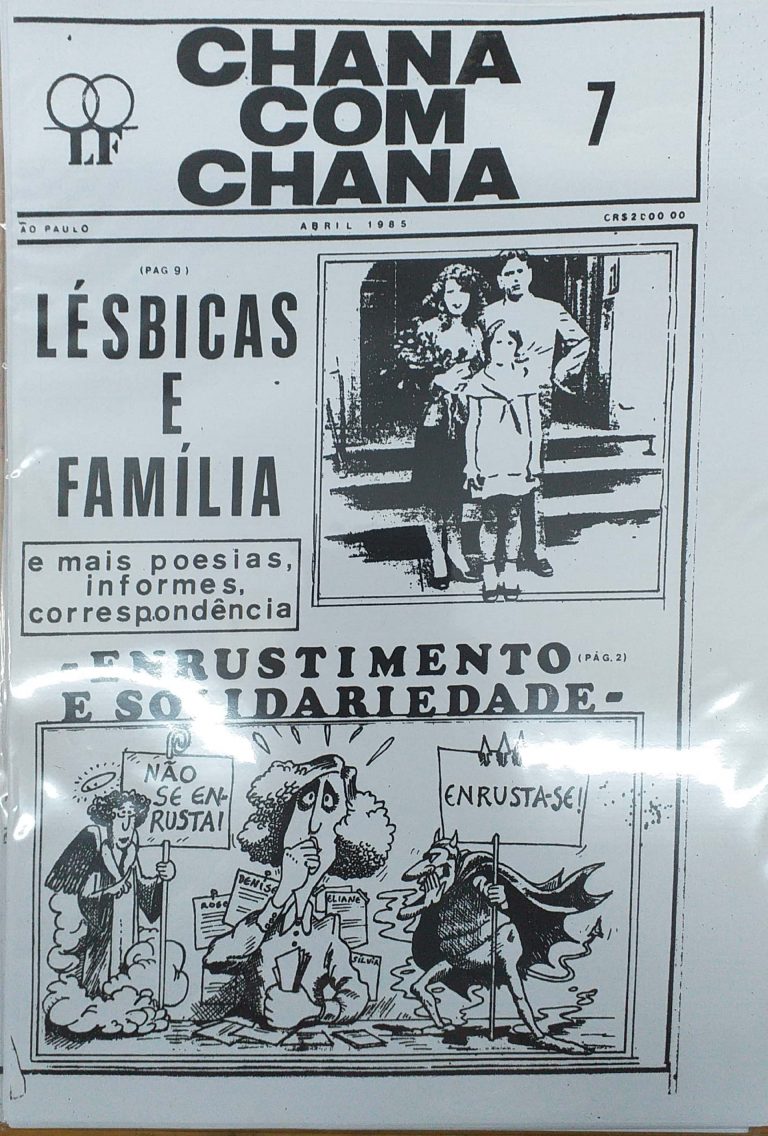 LF
CHANA
COM
CHANA
7
ÃO PAULO
ABRIL 1985
CR$2000 00
(PAG 9)
LÉSBICAS
E
FAMÍLIA
e mais poesias,
informes,
correspondência
-ENRUSTIMENTO (PÁG. 2)
E SOLIDARIEDADE-
NÃO
SE EN-
RUSTA!
ENRUSTA-SE!
DENISE
ELIANE
SILVIA